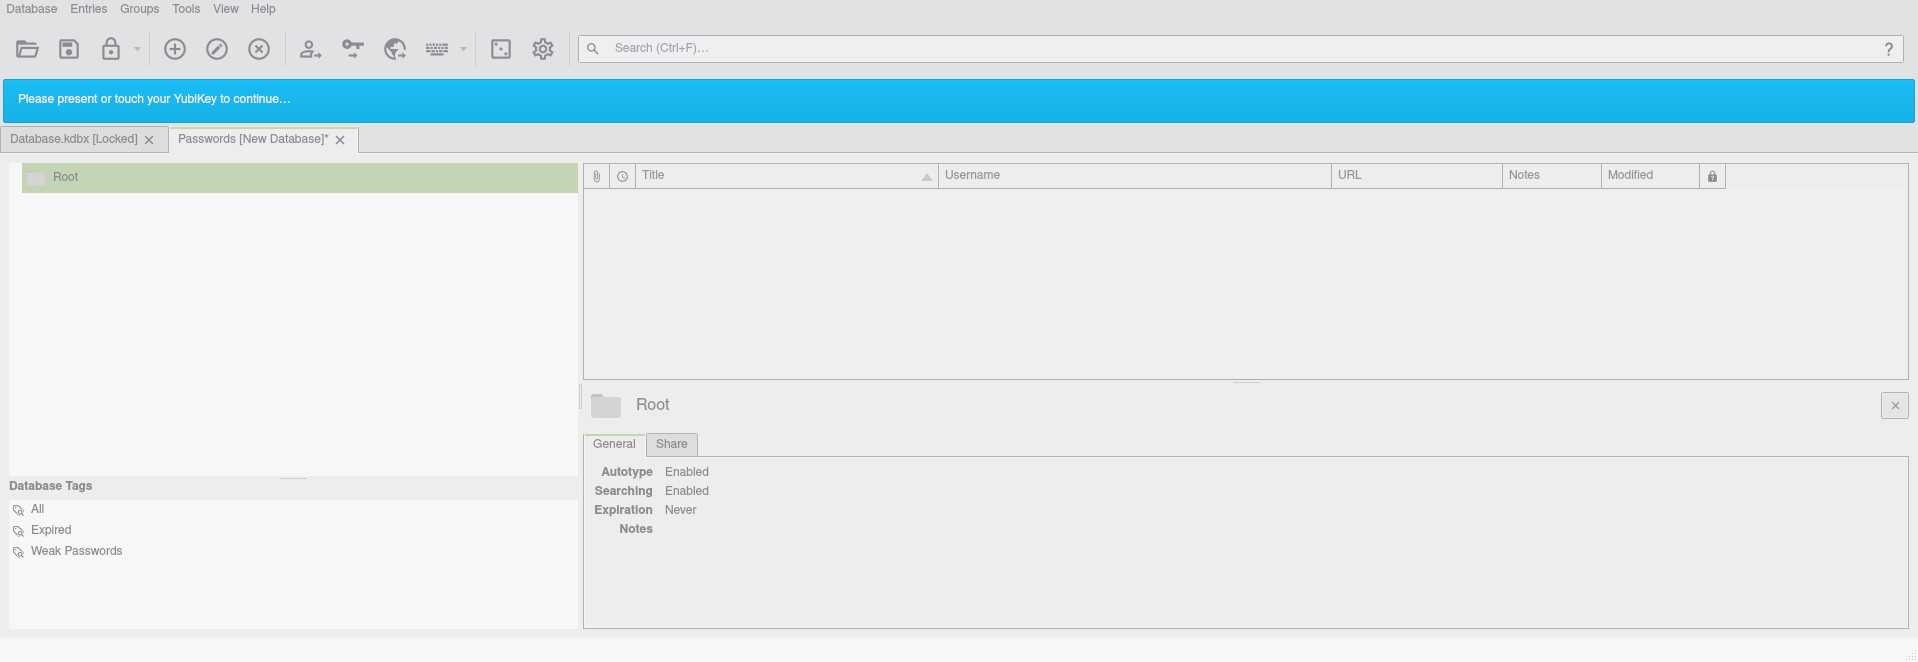 Database Entries Groups Tools View Help
Search (Ctrl+F)... ?
Please present or touch your YubiKey to continue...
Database.kdbx [Locked] Passwords [New Database]*
Root
Title Username URL Notes Modified
Root
General Share
Autotype Enabled
Searching Enabled
Expiration Never
Notes
Database Tags
All
Expired
Weak Passwords